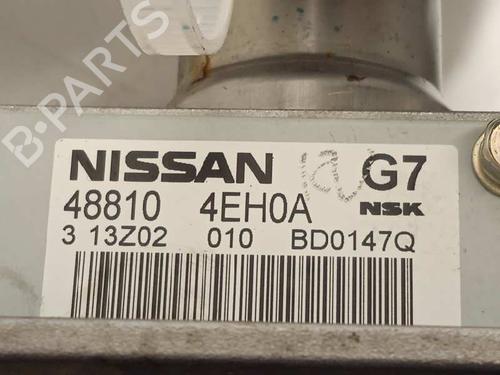 B-PARTS
NISSAN G7
48810 4EH0A NSK
3 13Z02 010 BD0147Q